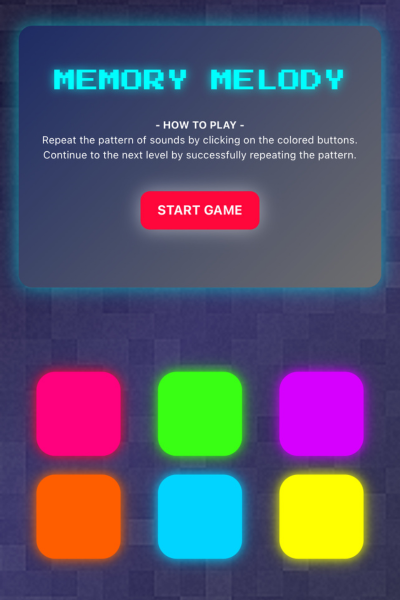 MEMORY MELODY
- HOW TO PLAY -
Repeat the pattern of sounds by clicking on the colored buttons.
Continue to the next level by successfully repeating the pattern.
START GAME